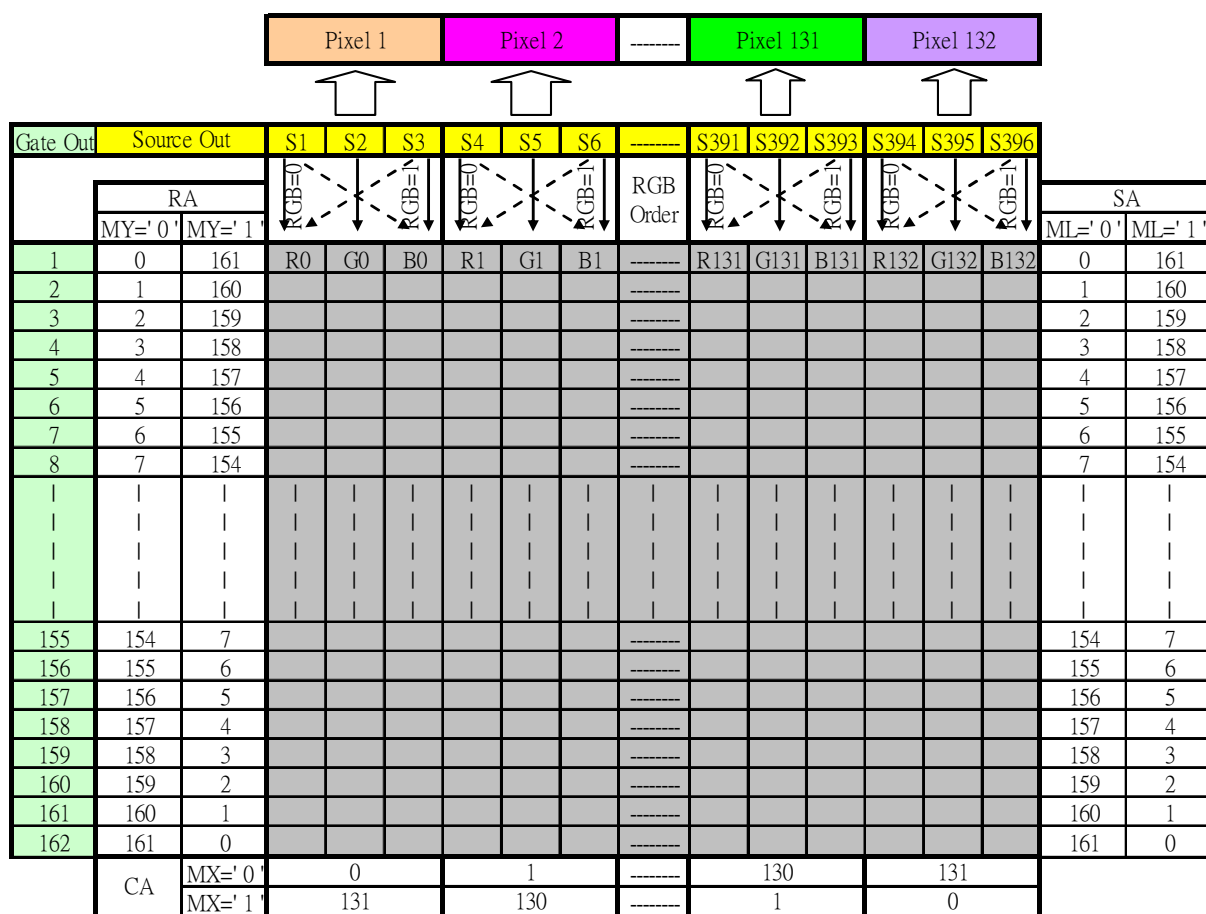 Pixel 1 Pixel 2 -------- Pixel 131 Pixel 132
Gate Out Source Out S1 S2 S3 S4 S5 S6 -------- S391 S392 S393 S394 S395 S396
RGB=0 RGB=1 RGB=0 RGB=1 RGB Order RGB=0 RGB=1 RGB=0 RGB=1
RA SA
MY=' 0 ' MY=' 1 ' ML=' 0 ' ML=' 1 '
1 0 161 R0 G0 B0 R1 G1 B1 -------- R131 G131 B131 R132 G132 B132 0 161
2 1 160 -------- 1 160
3 2 159 -------- 2 159
4 3 158 -------- 3 158
5 4 157 -------- 4 157
6 5 156 -------- 5 156
7 6 155 -------- 6 155
8 7 154 -------- 7 154
155 154 7 -------- 154 7
156 155 6 -------- 155 6
157 156 5 -------- 156 5
158 157 4 -------- 157 4
159 158 3 -------- 158 3
160 159 2 -------- 159 2
161 160 1 -------- 160 1
162 161 0 -------- 161 0
CA MX=' 0 ' 0 1 -------- 130 131
MX=' 1 ' 131 130 -------- 1 0